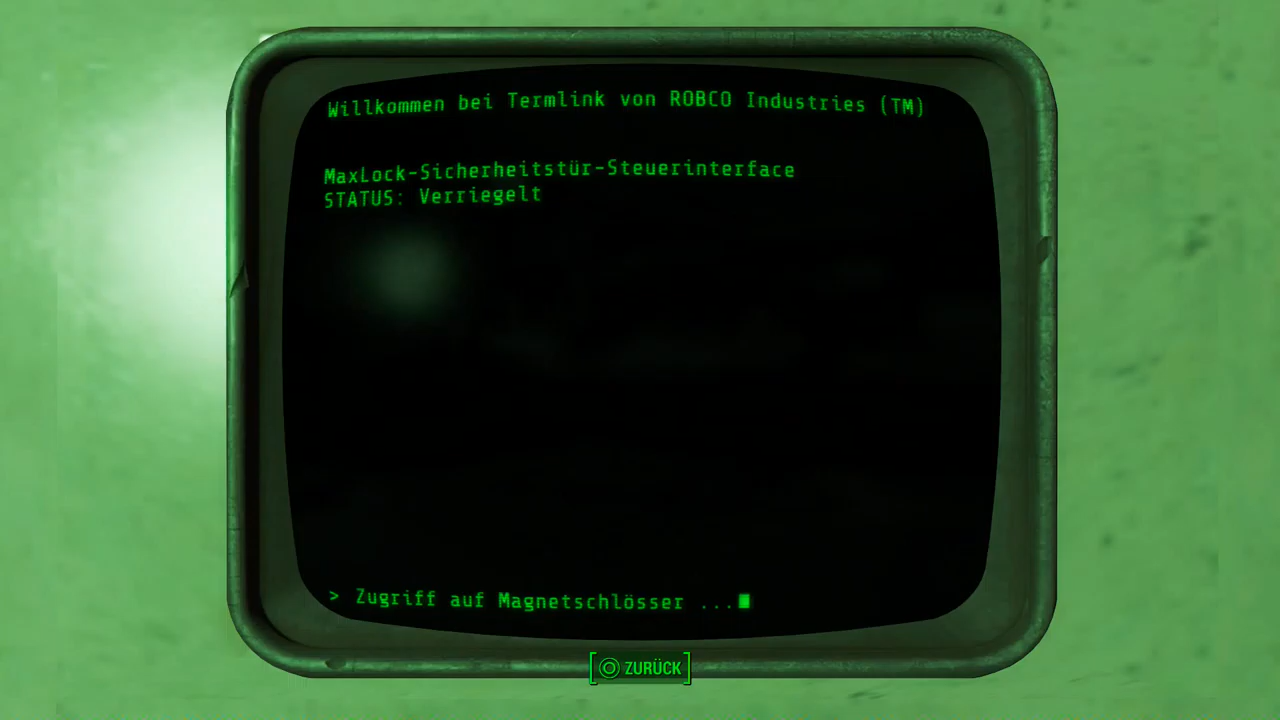 Willkommen bei Termlink von ROBCO Industries (TM)
MaxLock-Sicherheitstür-Steuerinterface
STATUS: Verriegelt
> Zugriff auf Magnetschlösser ...
ZURÜCK